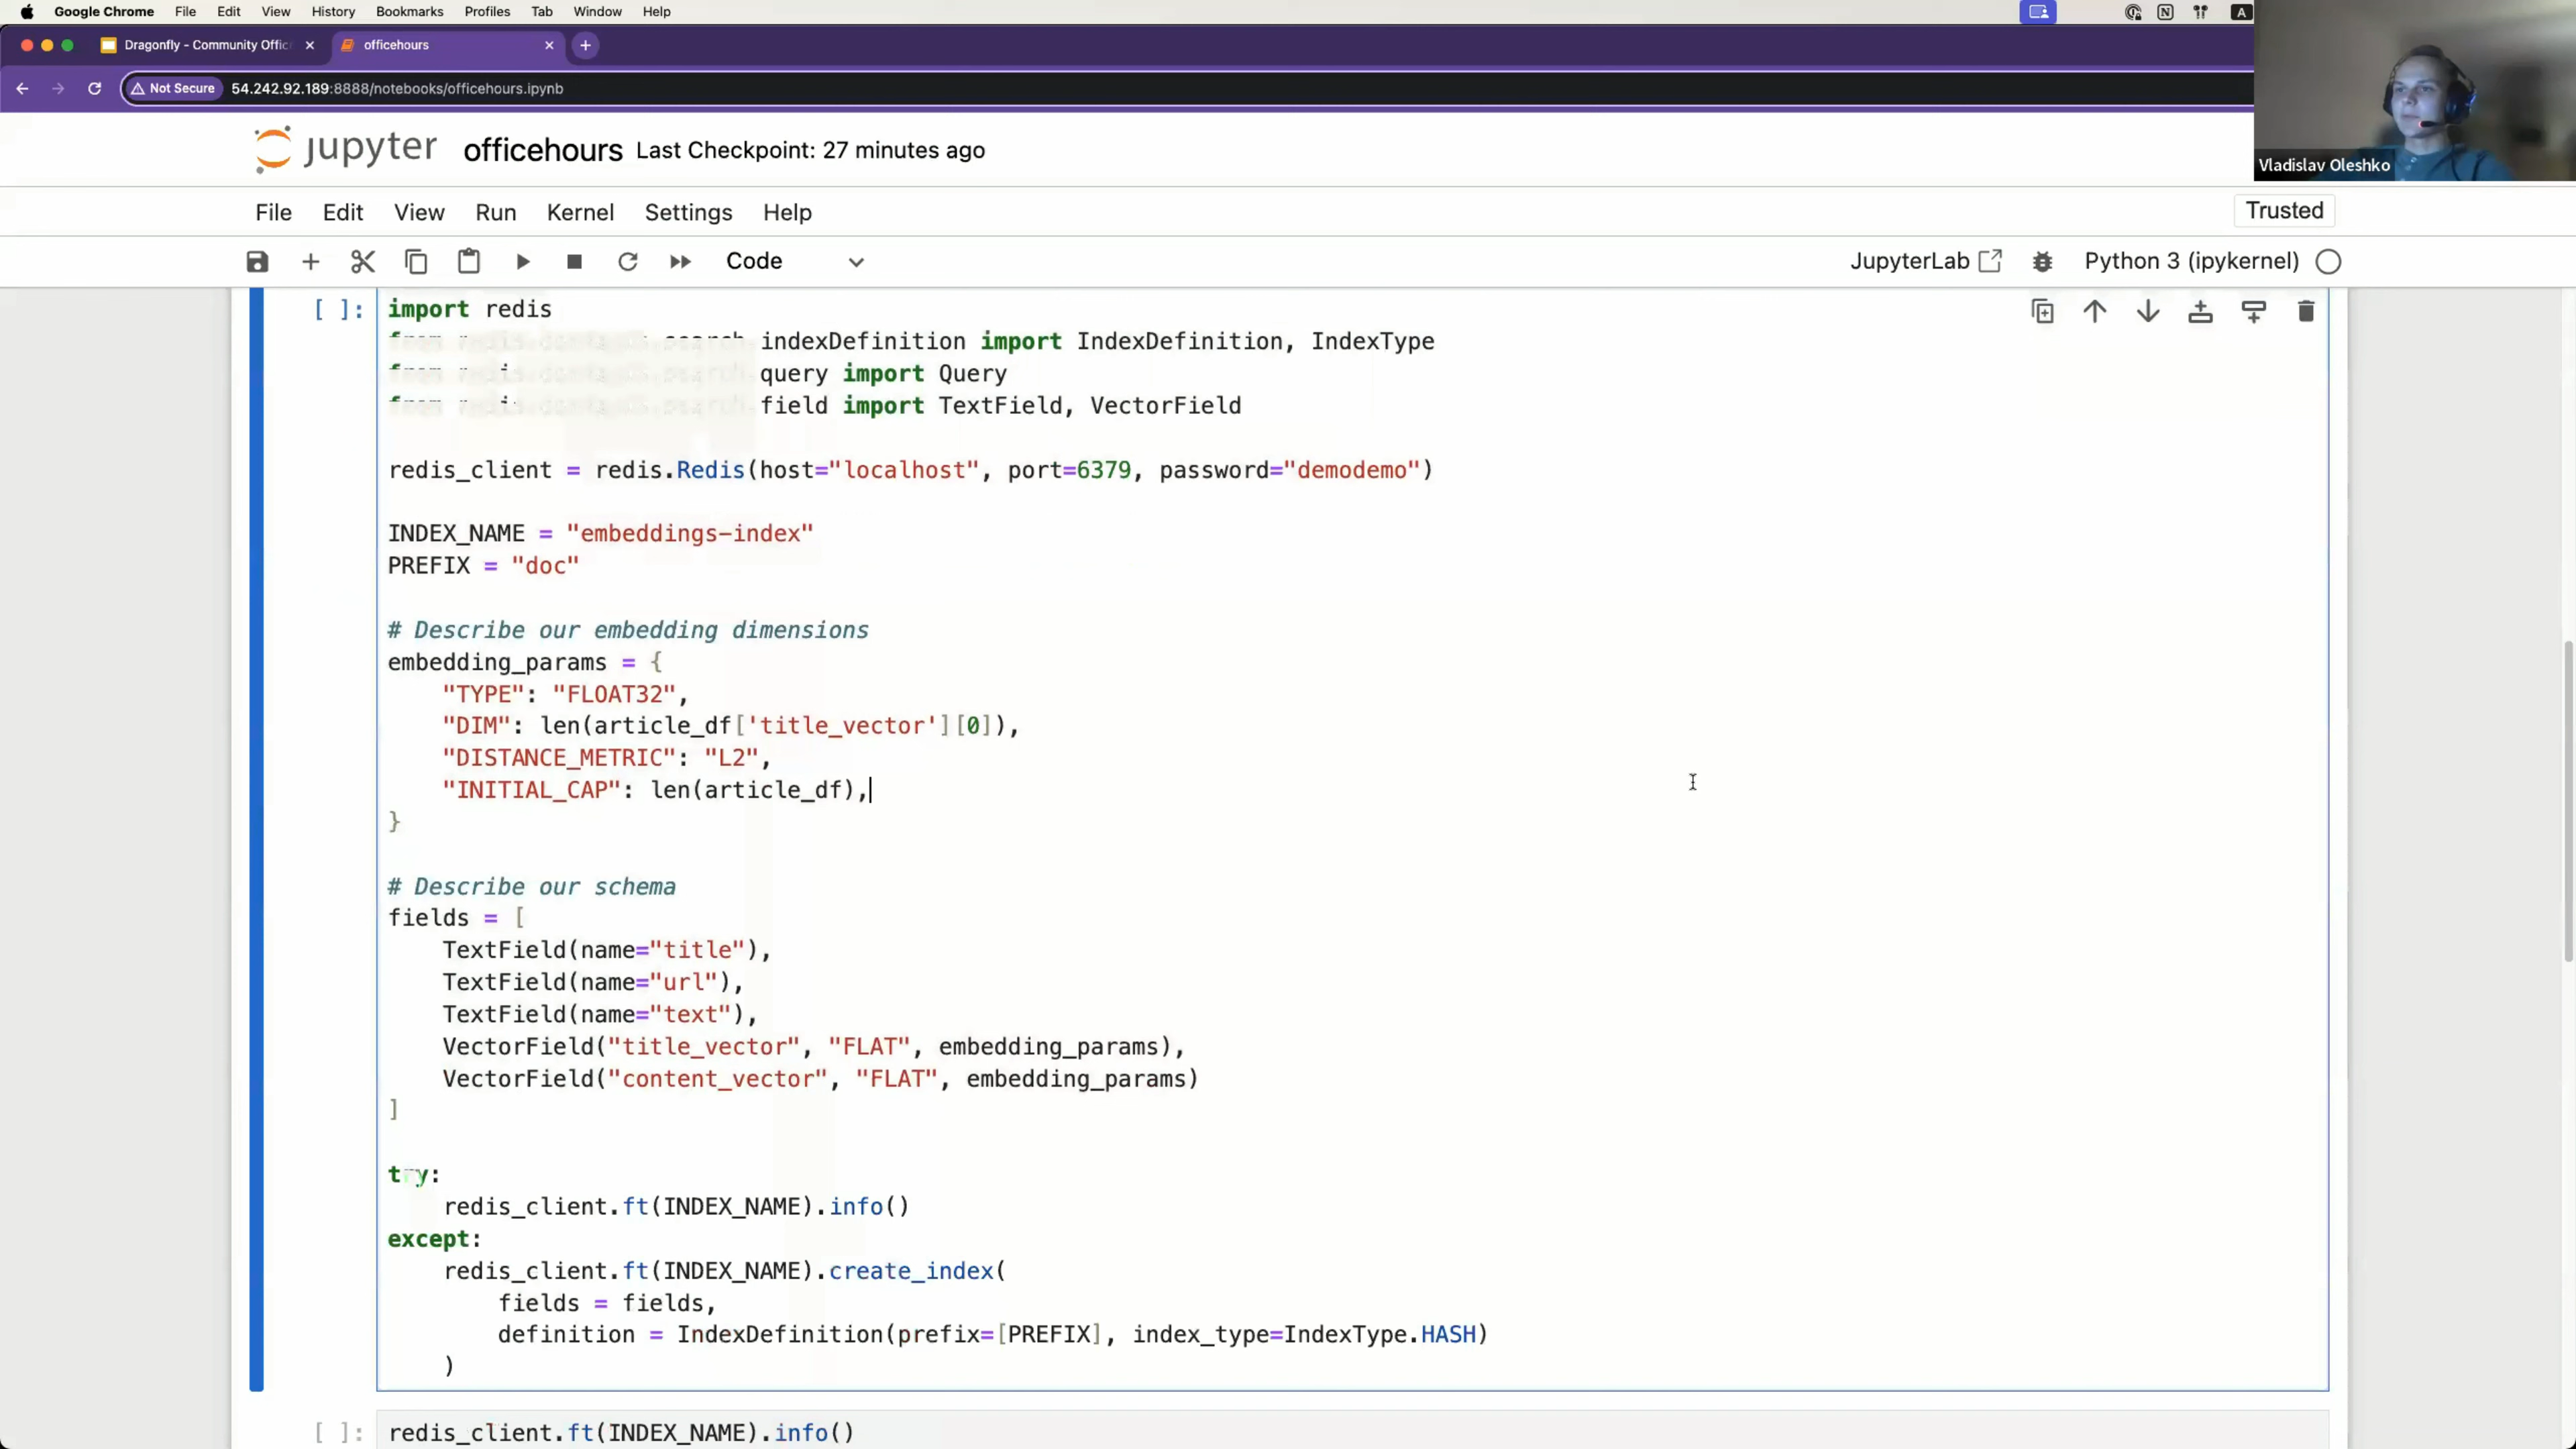 Google Chrome File Edit View History Bookmarks Profiles Tab Window Help
Dragonfly - Community Offic
officehours
Not Secure 54.242.92.189:8888/notebooks/officehours.ipynb
Vladislav Oleshko
jupyter officehours Last Checkpoint: 27 minutes ago
File Edit View Run Kernel Settings Help
Trusted
Code
JupyterLab
Python 3 (ipykernel)
[ ]:
import redis
indexDefinition import IndexDefinition, IndexType
query import Query
field import TextField, VectorField
redis_client = redis.Redis(host="localhost", port=6379, password="demodemo")
INDEX_NAME = "embeddings-index"
PREFIX = "doc"
# Describe our embedding dimensions
embedding_params = {
"TYPE": "FLOAT32",
"DIM": len(article_df['title_vector'][0]),
"DISTANCE_METRIC": "L2",
"INITIAL_CAP": len(article_df),
}
# Describe our schema
fields = [
TextField(name="title"),
TextField(name="url"),
TextField(name="text"),
VectorField("title_vector", "FLAT", embedding_params),
VectorField("content_vector", "FLAT", embedding_params)
]
try:
redis_client.ft(INDEX_NAME).info()
except:
redis_client.ft(INDEX_NAME).create_index(
fields = fields,
definition = IndexDefinition(prefix=[PREFIX], index_type=IndexType.HASH)
)
[ ]: redis_client.ft(INDEX_NAME).info()